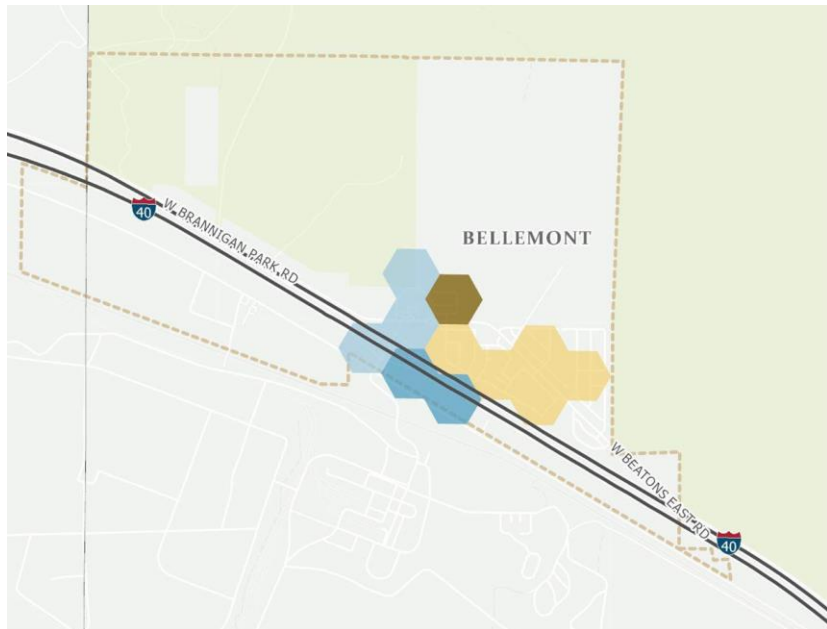 40
W BRANNIGAN PARK RD
BELLEMONT
W BEATONS EAST RD
40